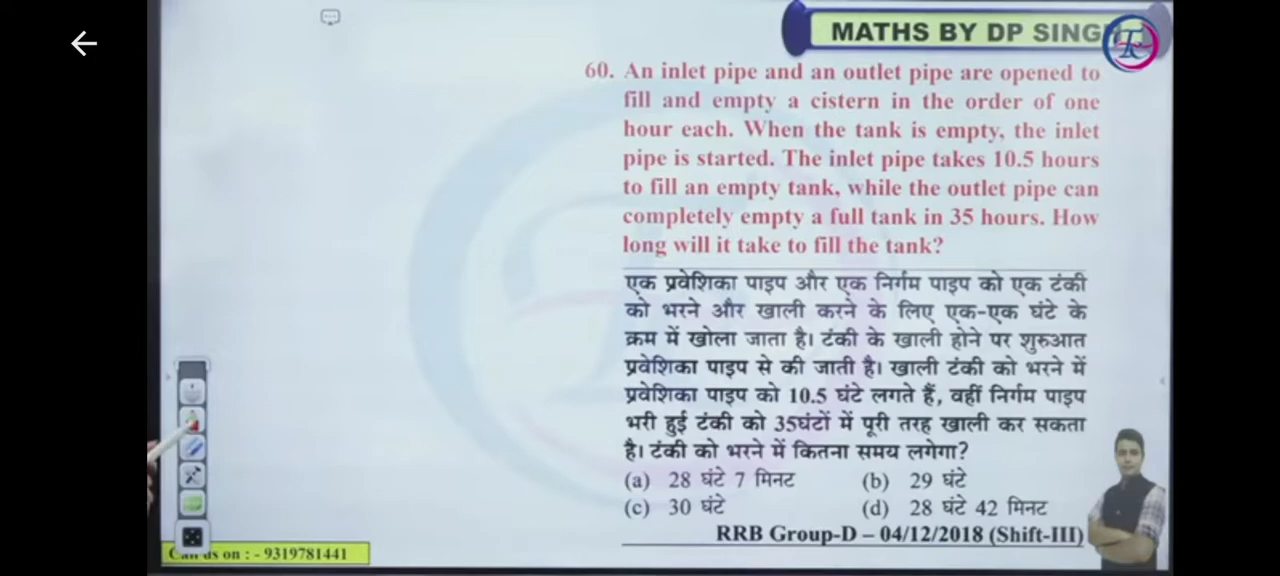 MATHS BY DP SING
60. An inlet pipe and an outlet pipe are opened to
fill and empty a cistern in the order of one
hour each. When the tank is empty, the inlet
pipe is started. The inlet pipe takes 10.5 hours
to fill an empty tank, while the outlet pipe can
completely empty a full tank in 35 hours. How
long will it take to fill the tank?
एक प्रवेशिका पाइप और एक निर्गम पाइप को एक टंकी
को भरने और खाली करने के लिए एक-एक घंटे के
क्रम में खोला जाता है। टंकी के खाली होने पर शुरुआत
प्रवेशिका पाइप से की जाती है। खाली टंकी को भरने में
प्रवेशिका पाइप को 10.5 घंटे लगते हैं, वहीं निर्गम पाइप
भरी हुई टंकी को 35घंटों में पूरी तरह खाली कर सकता
है। टंकी को भरने में कितना समय लगेगा?
(a) 28 घंटे 7 मिनट (b) 29 घंटे
(c) 30 घंटे (d) 28 घंटे 42 मिनट
RRB Group-D – 04/12/2018 (Shift-III)
us on : - 9319781441